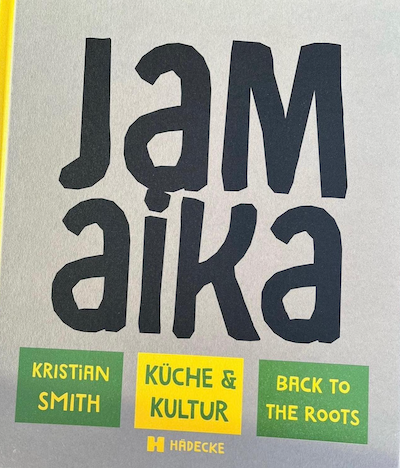 Jam
aika
KRISTIAN
SMITH
KÜCHE &
KULTUR
BACK TO
THE ROOTS
HÄDECKE